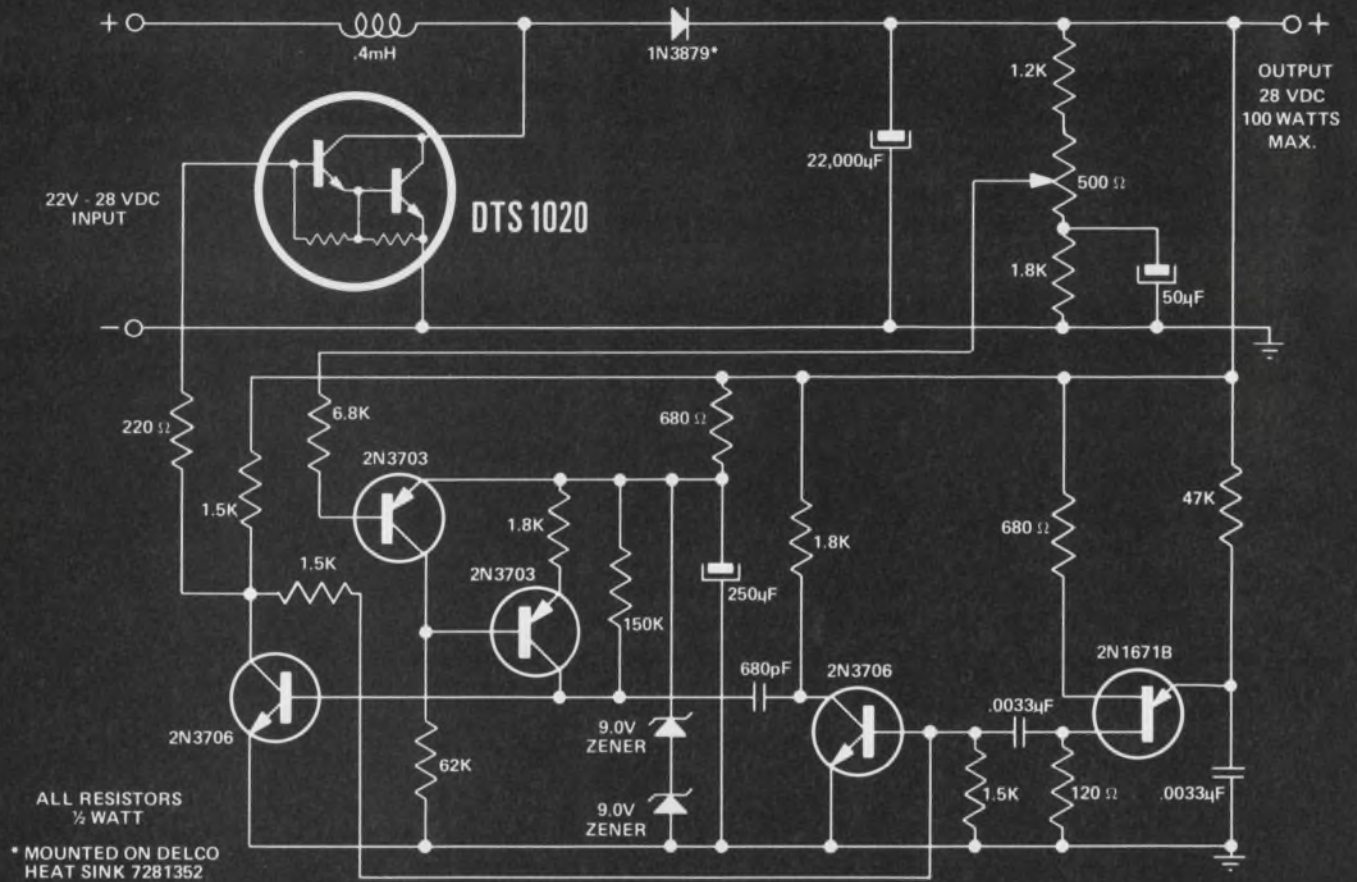 +
.4mH
1N3879*
+
OUTPUT
28 VDC
100 WATTS
MAX.
1.2K
22,000µF
500 Ω
22V - 28 VDC
INPUT
DTS 1020
1.8K
50µF
-
220 Ω
6.8K
680 Ω
2N3703
1.5K
1.8K
1.8K
680 Ω
47K
1.5K
2N3703
150K
250µF
680pF
2N3706
2N1671B
.0033µF
2N3706
9.0V
ZENER
62K
1.5K
120 Ω
.0033µF
9.0V
ZENER
ALL RESISTORS
½ WATT
* MOUNTED ON DELCO
HEAT SINK 7281352